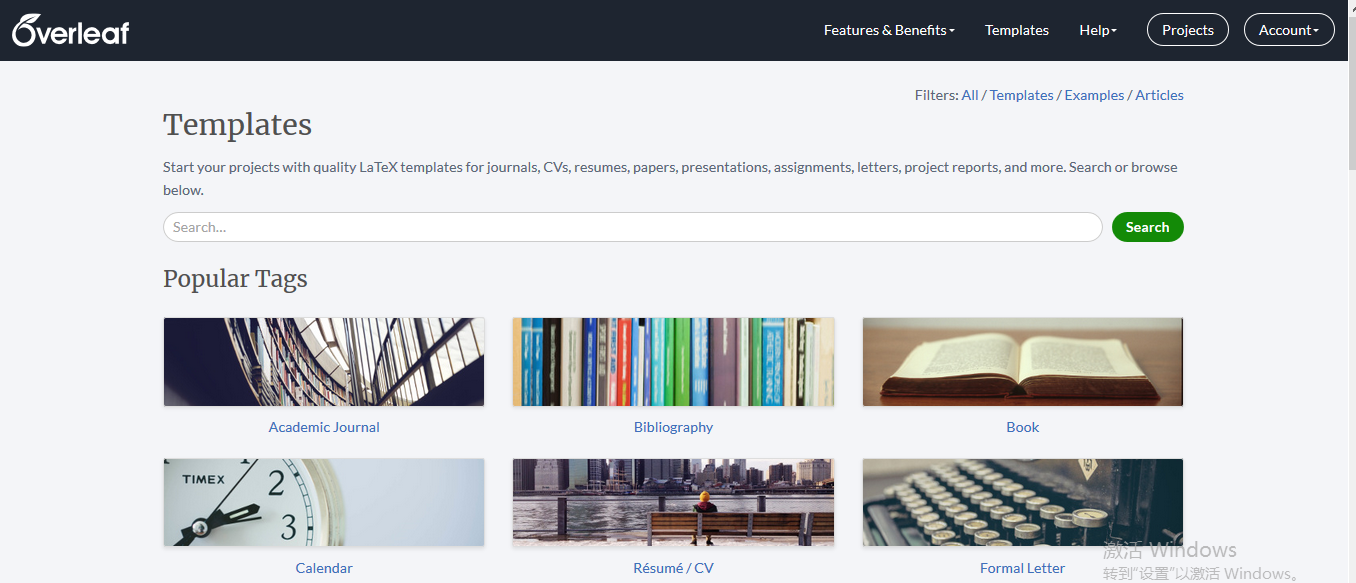 Overleaf
Features & Benefits
Templates
Help
Projects
Account
Filters: All / Templates / Examples / Articles
Templates
Start your projects with quality LaTeX templates for journals, CVs, resumes, papers, presentations, assignments, letters, project reports, and more. Search or browse
below.
Search...
Search
Popular Tags
Academic Journal
Bibliography
Book
TIMEX
2
3
Calendar
Résumé / CV
Formal Letter
激活 Windows
转到"设置"以激活 Windows。